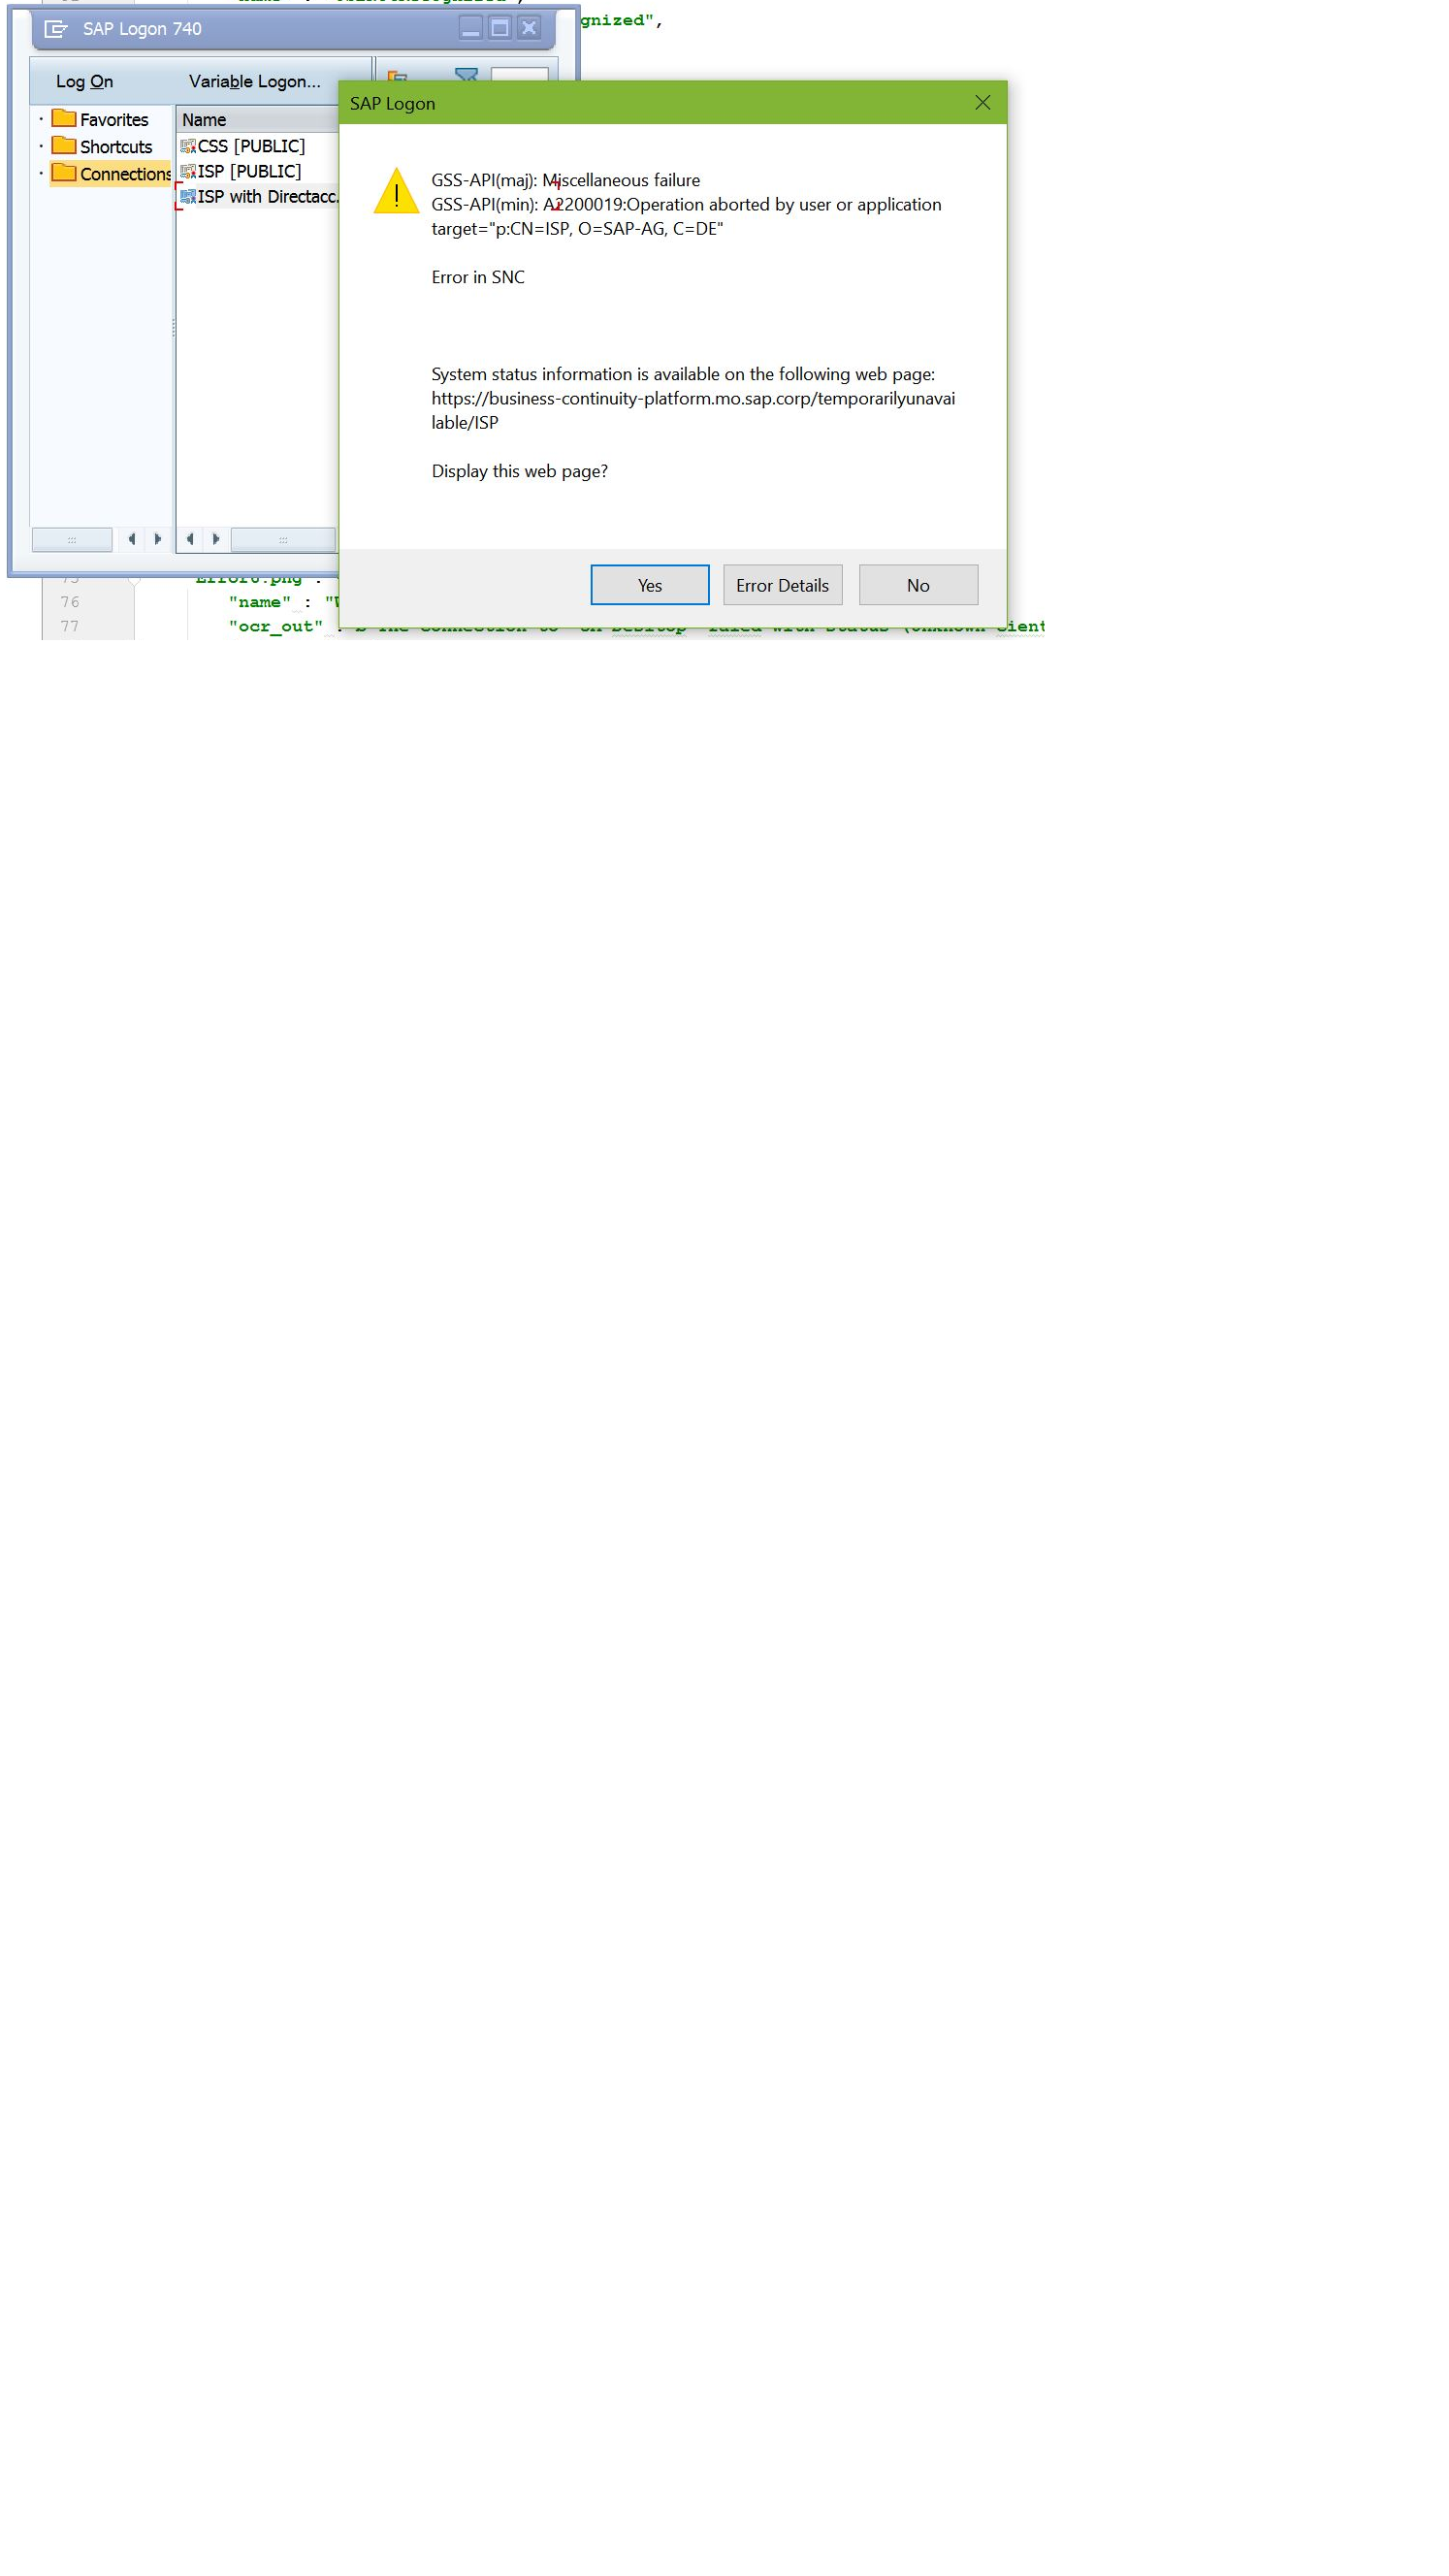 gnized",
SAP Logon 740
Log On Variable Logon...
Favorites
Shortcuts
Connections
Name
CSS [PUBLIC]
ISP [PUBLIC]
ISP with Directacc.
SAP Logon
GSS-API(maj): Miscellaneous failure
GSS-API(min): A2200019:Operation aborted by user or application
target="p:CN=ISP, O=SAP-AG, C=DE"
Error in SNC
System status information is available on the following web page:
https://business-continuity-platform.mo.sap.corp/temporarilyunavai
lable/ISP
Display this web page?
Yes Error Details No
76 "name" :
77 "ocr_out" :